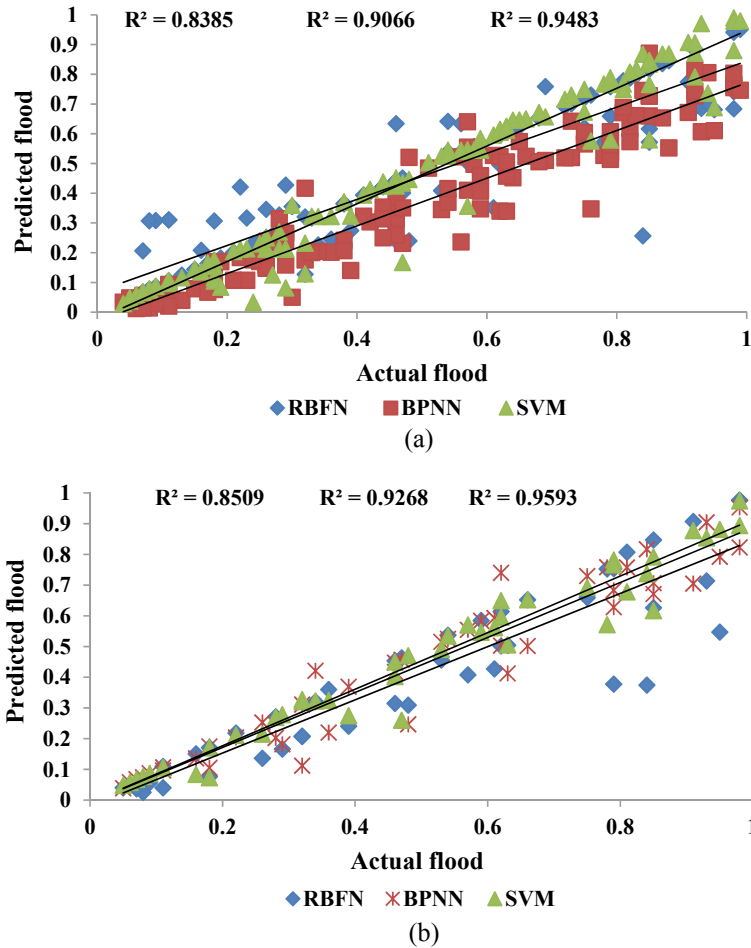 R² = 0.8385 R² = 0.9066 R² = 0.9483
1
0.9
0.8
0.7
0.6
0.5
0.4
0.3
0.2
0.1
0
Predicted flood
0 0.2 0.4 0.6 0.8 1
Actual flood
RBFN BPNN SVM
(a)
R² = 0.8509 R² = 0.9268 R² = 0.9593
1
0.9
0.8
0.7
0.6
0.5
0.4
0.3
0.2
0.1
0
Predicted flood
0 0.2 0.4 0.6 0.8 1
Actual flood
RBFN BPNN SVM
(b)